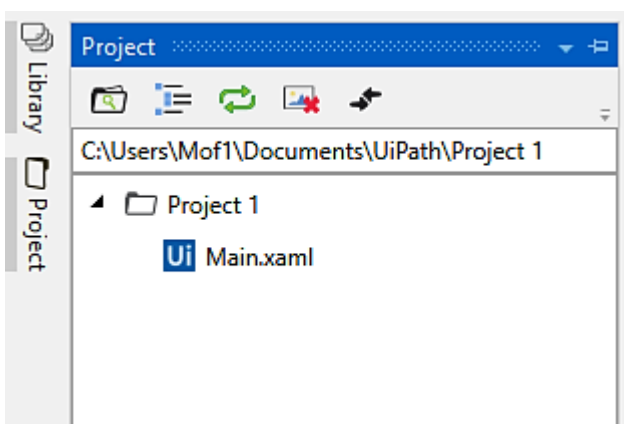 Library
Project
Project
C:\Users\Mof1\Documents\UiPath\Project 1
Project 1
Ui Main.xaml